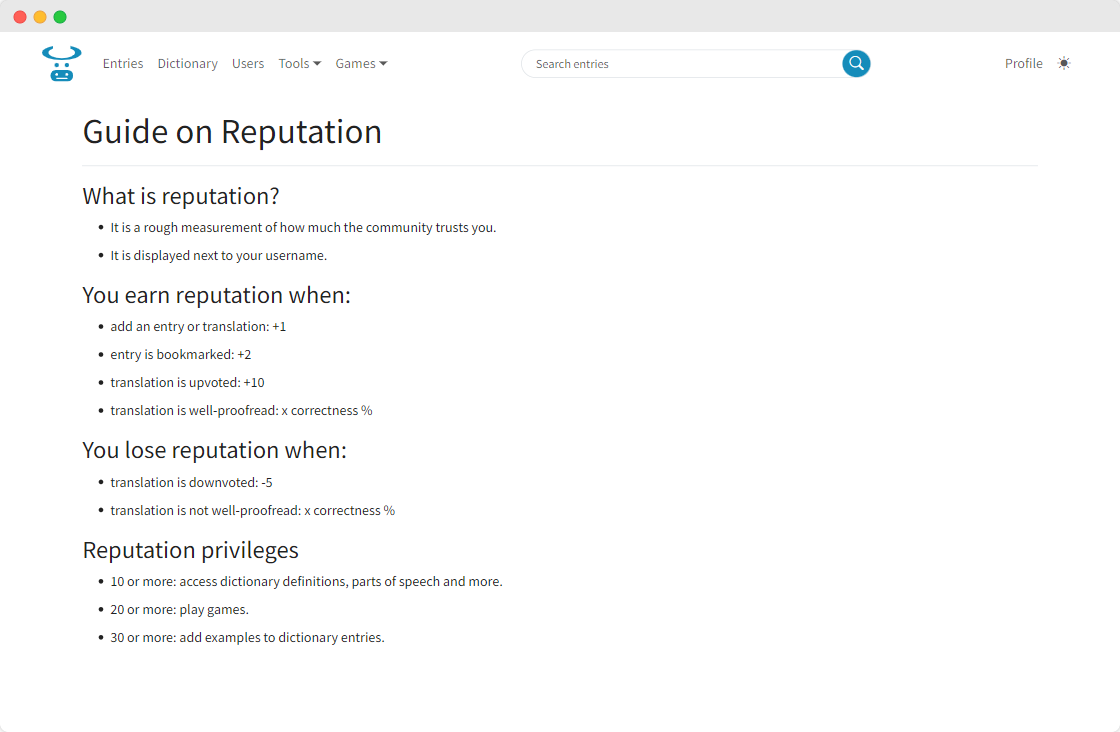 Entries Dictionary Users Tools Games Search entries Profile
Guide on Reputation
What is reputation?
It is a rough measurement of how much the community trusts you.
It is displayed next to your username.
You earn reputation when:
add an entry or translation: +1
entry is bookmarked: +2
translation is upvoted: +10
translation is well-proofread: x correctness %
You lose reputation when:
translation is downvoted: -5
translation is not well-proofread: x correctness %
Reputation privileges
10 or more: access dictionary definitions, parts of speech and more.
20 or more: play games.
30 or more: add examples to dictionary entries.